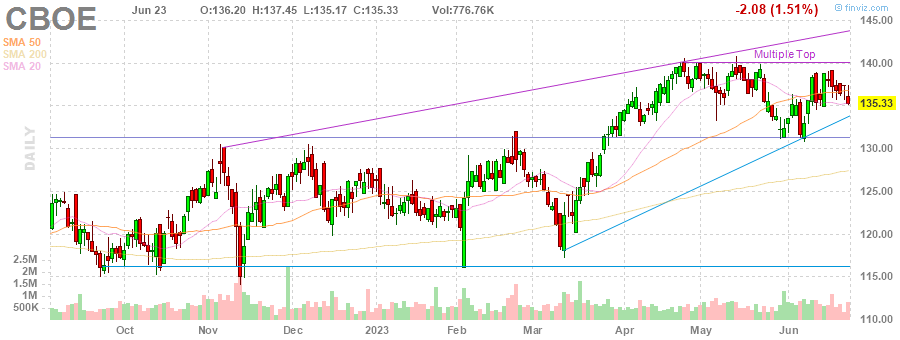 CBOE
Jun 23 O:136.20 H:137.45 L:135.17 C:135.33 Vol:776.76K -2.08 (1.51%)
© finviz.com
SMA 50
SMA 200
SMA 20
DAILY
Multiple Top
145.00
140.00
135.33
130.00
125.00
120.00
115.00
110.00
2.5M
2M
1.5M
1M
500K
Oct Nov Dec 2023 Feb Mar Apr May Jun